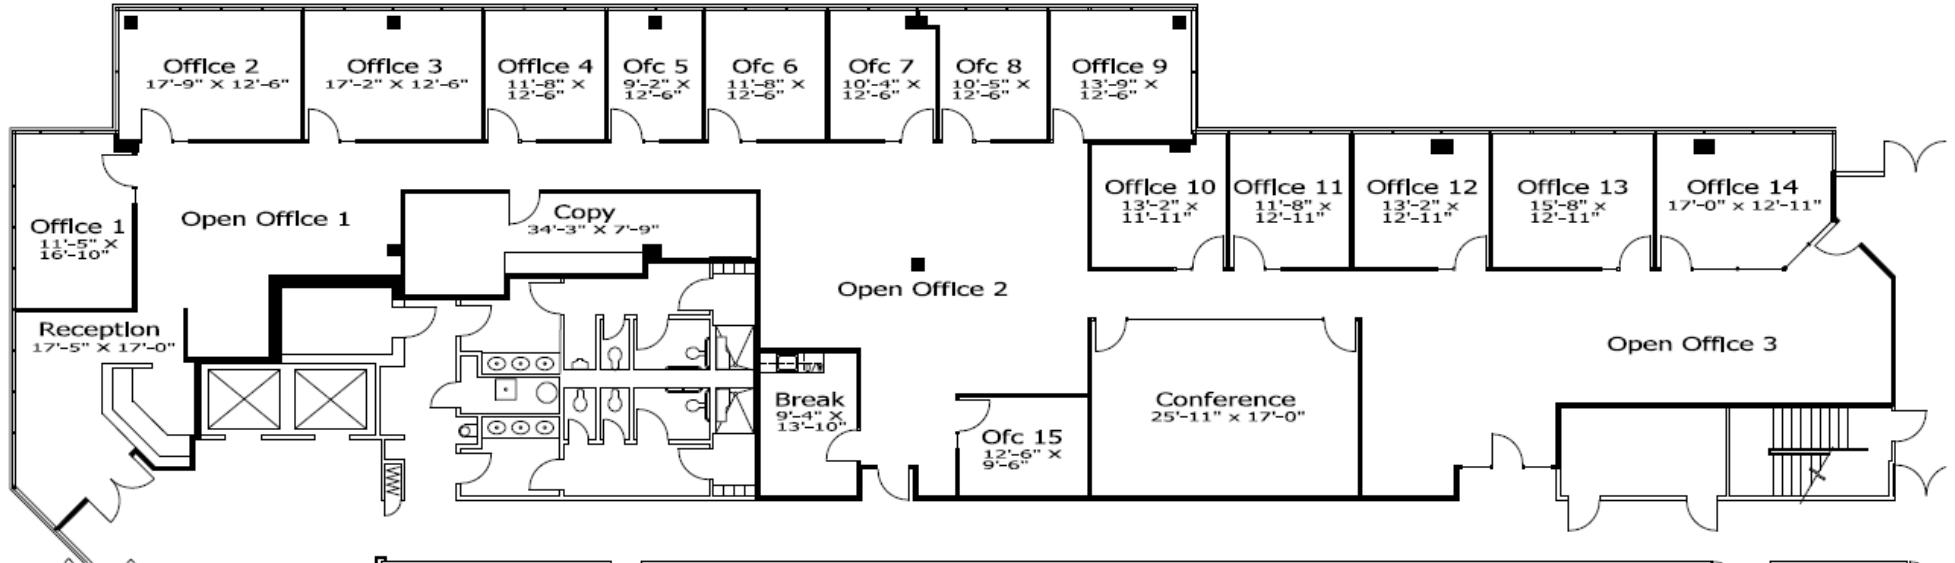 Office 2
17'-9" X 12'-6"
Office 3
17'-2" X 12'-6"
Office 4
11'-8" X
12'-6"
Ofc 5
9'-2" X
12'-6"
Ofc 6
11'-8" X
12'-6"
Ofc 7
10'-4" X
12'-6"
Ofc 8
10'-5" X
12'-6"
Office 9
13'-9" X
12'-6"
Office 1
11'-5" X
16'-10"
Open Office 1
Copy
34'-3" X 7'-9"
Office 10
13'-2" X
11'-11"
Office 11
11'-8" X
12'-11"
Office 12
13'-2" X
12'-11"
Office 13
15'-8" X
12'-11"
Office 14
17'-0" X 12'-11"
Open Office 2
Reception
17'-5" X 17'-0"
Open Office 3
Break
9'-4" X
13'-10"
Conference
25'-11" x 17'-0"
Ofc 15
12'-6" X
9'-6"